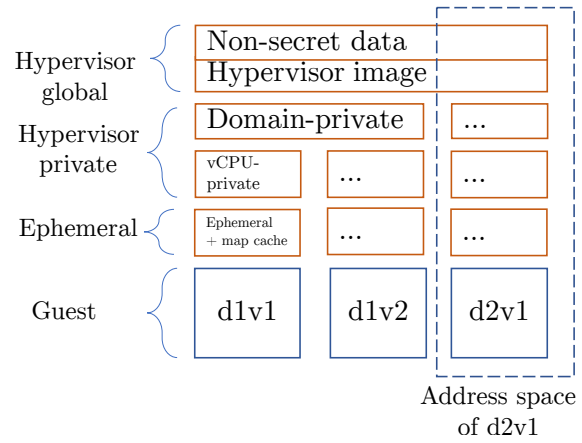 Hypervisor
global
Non-secret data
Hypervisor image
Hypervisor
private
Domain-private
...
vCPU-
private
...
...
Ephemeral
Ephemeral
+ map cache
...
...
Guest
d1v1
d1v2
d2v1
Address space
of d2v1